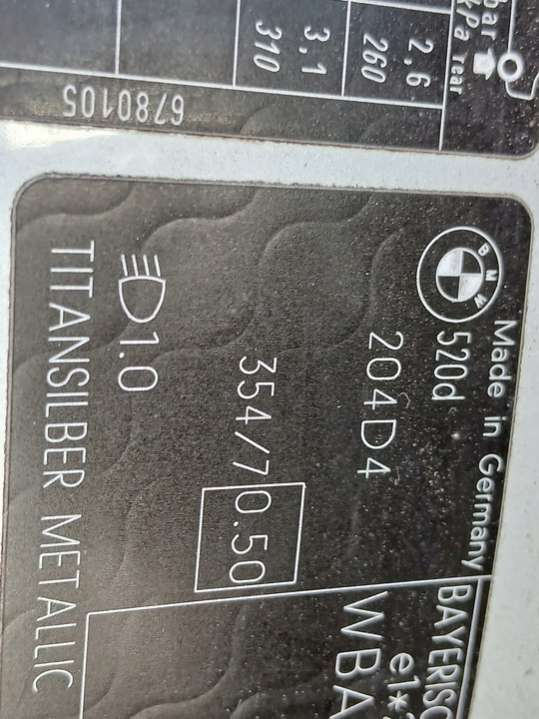 bar
kPa rear
2,6
260
3,1
310
6780105
BMW
Made in Germany
520d
204D4
354/7 0.50
1.0
TITANSILBER METALLIC
BAYERISC
e1*
WBA